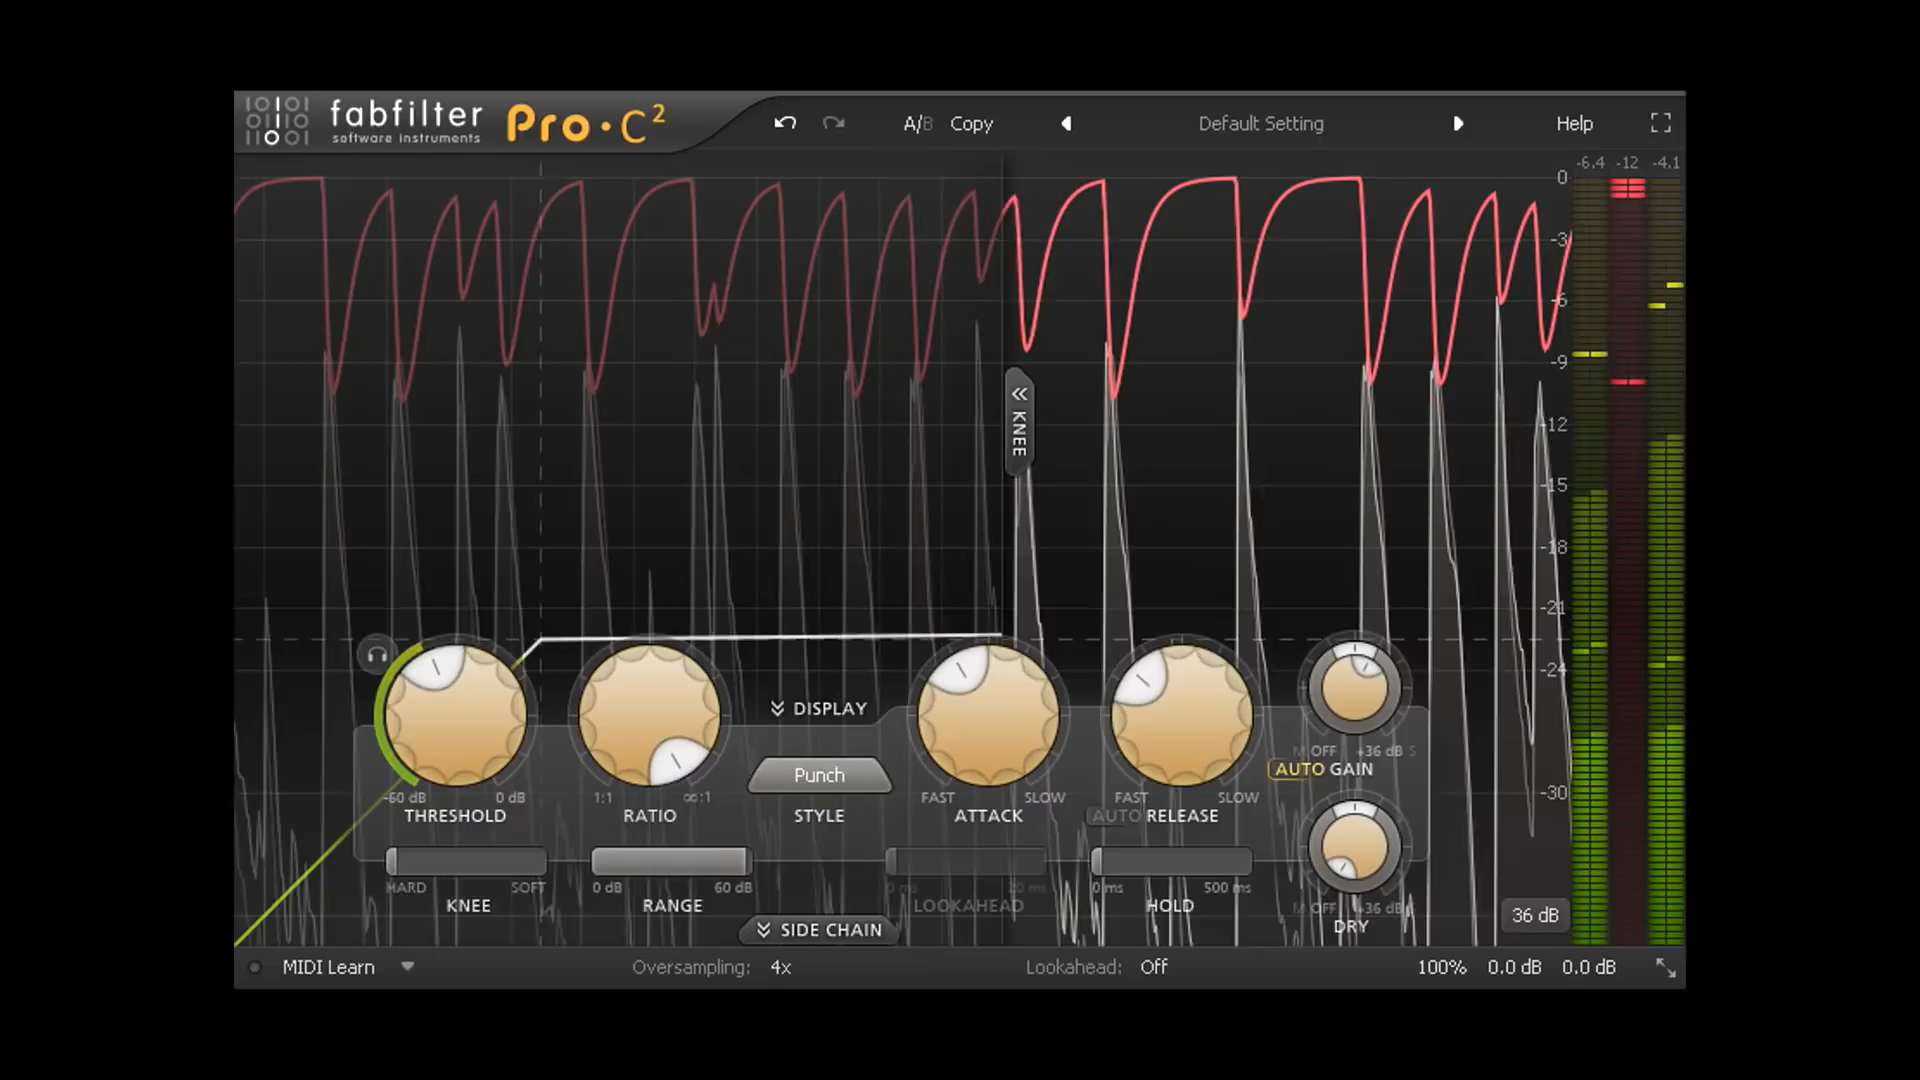 fabfilter
software instruments
Pro·C²
A/B Copy Default Setting Help
-6.4 -12 -4.1
0
-3
-6
-9
-12
-15
-18
-21
-24
-30
« KNEE
DISPLAY
Punch
STYLE
-60 dB 0 dB
THRESHOLD
1:1 ∞:1
RATIO
FAST SLOW
ATTACK
FAST SLOW
AUTO RELEASE
M OFF +36 dB S
AUTO GAIN
HARD SOFT
KNEE
0 dB 60 dB
RANGE
0 ms 20 ms
LOOKAHEAD
0 ms 500 ms
HOLD
M OFF +36 dB S
DRY
SIDE CHAIN
36 dB
MIDI Learn Oversampling: 4x Lookahead: Off 100% 0.0 dB 0.0 dB